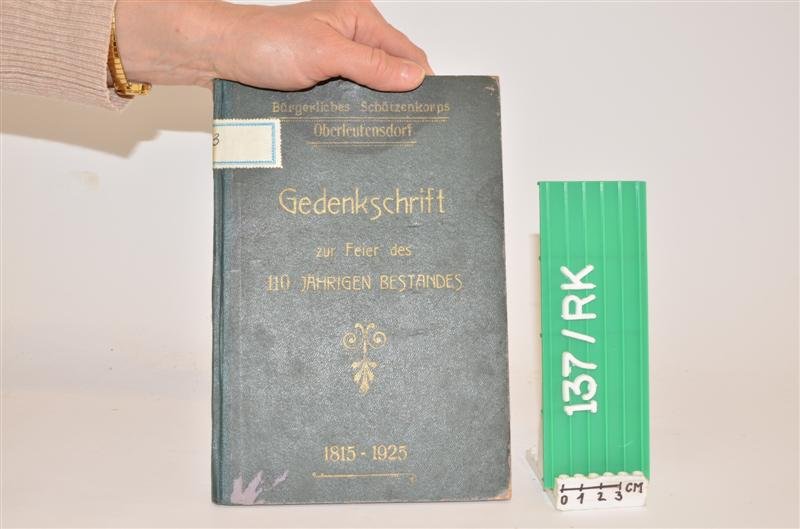 Bürgerliches Schützenkorps
Oberleutensdorf
3
Gedenkschrift
zur Feier des
110 JÄHRIGEN BESTANDES
1815 - 1925
137/RK
0 1 2 3 CM